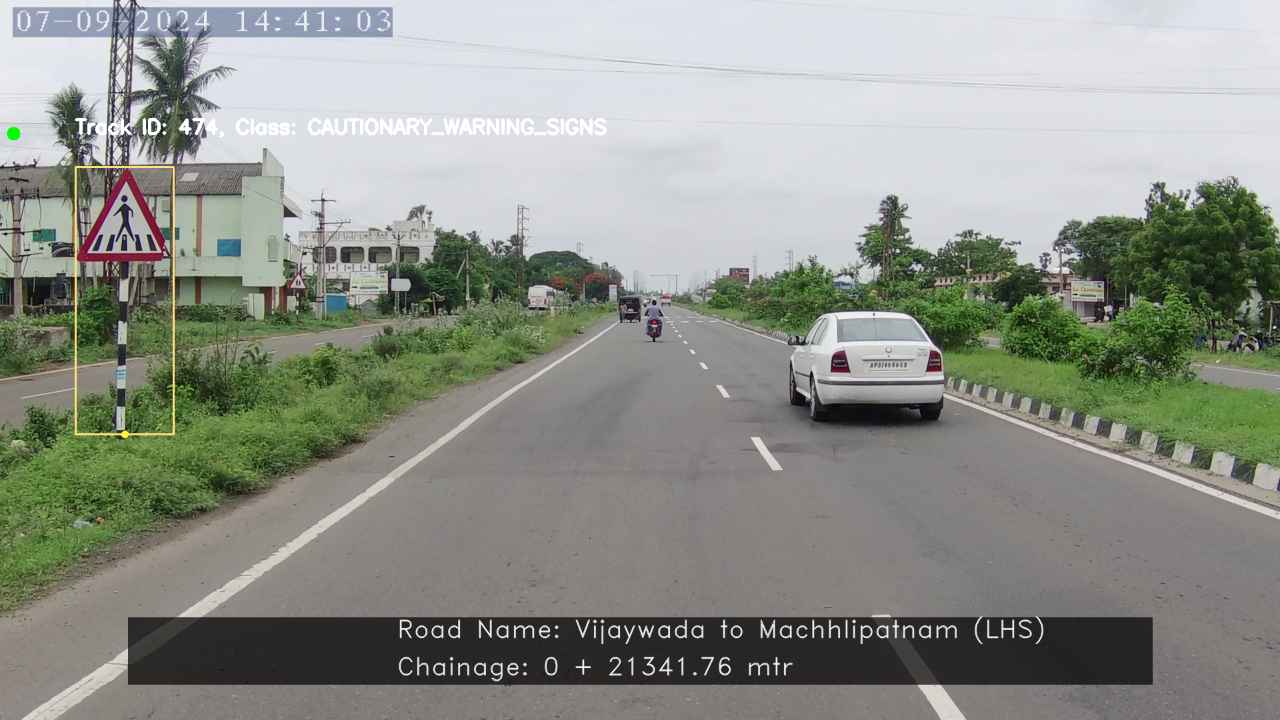 07-09-2024 14:41:03
Track ID: 474, Class: CAUTIONARY_WARNING_SIGNS
Road Name: Vijaywada to Machhlipatnam (LHS)
Chainage: 0 + 21341.76 mtr